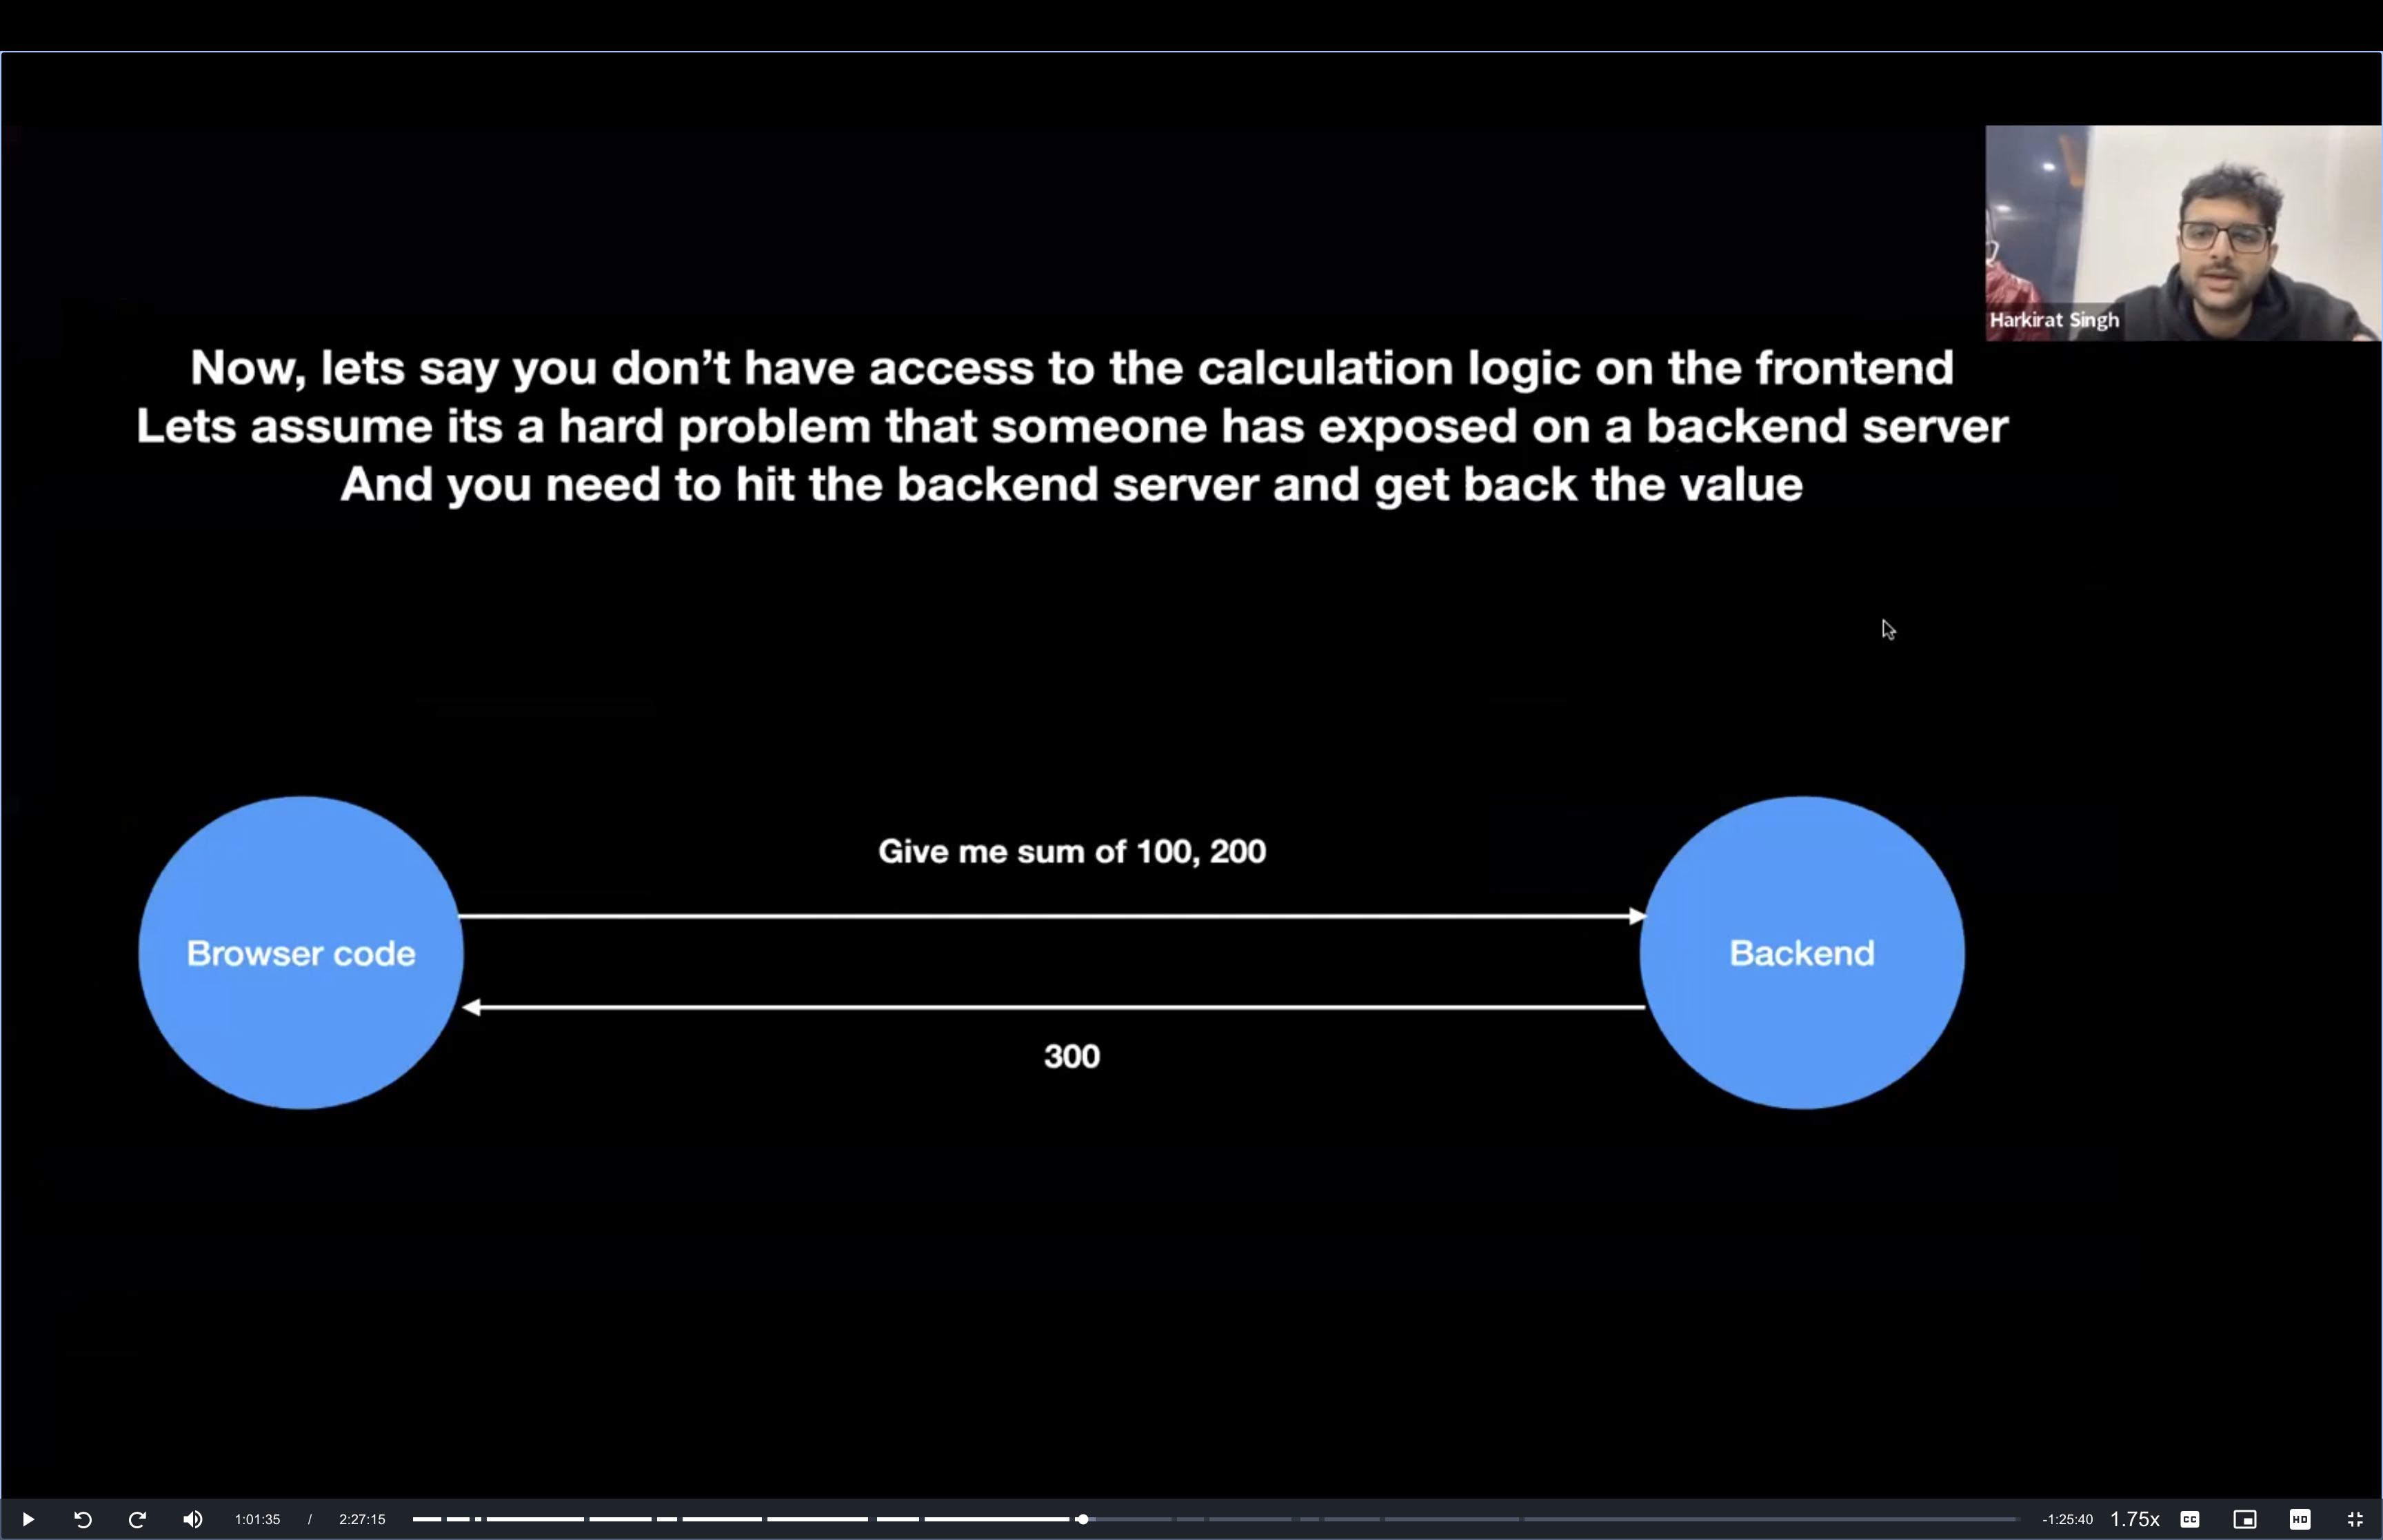 Harkirat Singh
Now, lets say you don’t have access to the calculation logic on the frontend
Lets assume its a hard problem that someone has exposed on a backend server
And you need to hit the backend server and get back the value
Give me sum of 100, 200
Browser code
Backend
300
1:01:35 / 2:27:15
-1:25:40 1.75x CC HD